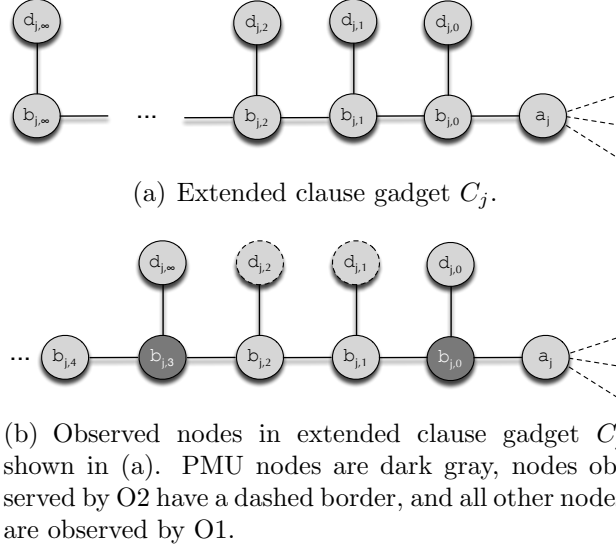 d_{j,∞} d_{j,2} d_{j,1} d_{j,0}
b_{j,∞} ... b_{j,2} b_{j,1} b_{j,0} a_j
(a) Extended clause gadget C_j.
d_{j,∞} d_{j,2} d_{j,1} d_{j,0}
... b_{j,4} b_{j,3} b_{j,2} b_{j,1} b_{j,0} a_j
(b) Observed nodes in extended clause gadget C
shown in (a). PMU nodes are dark gray, nodes ob-
served by O2 have a dashed border, and all other node
are observed by O1.